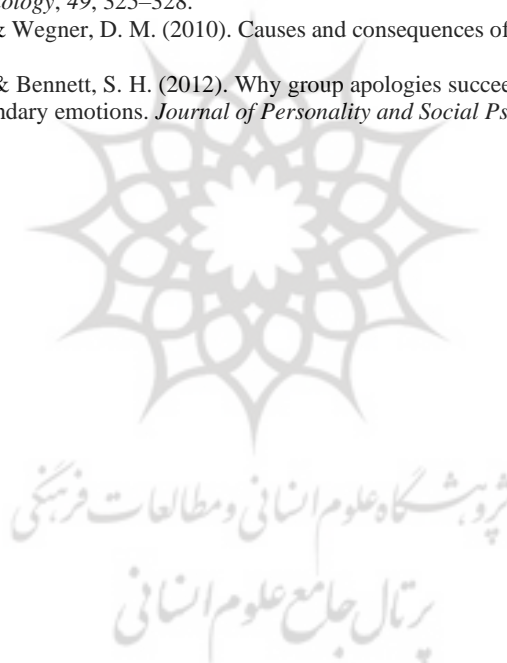 nology, 49, 325–328.
& Wegner, D. M. (2010). Causes and consequences of
& Bennett, S. H. (2012). Why group apologies succee
ndary emotions. Journal of Personality and Social Ps
پژوهشگاه علوم انسانی و مطالعات فرهنگی
پرتال جامع علوم انسانی